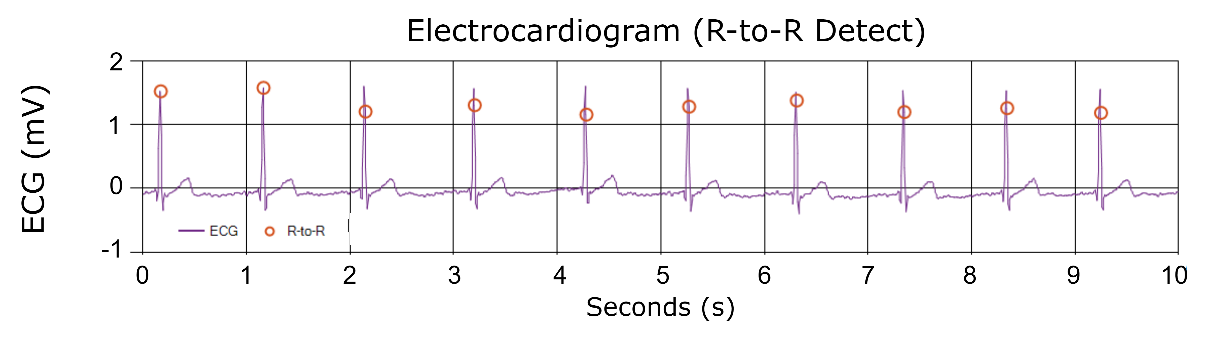 Electrocardiogram (R-to-R Detect)
ECG (mV)
2
1
0
-1
ECG
R-to-R
0 1 2 3 4 5 6 7 8 9 10
Seconds (s)